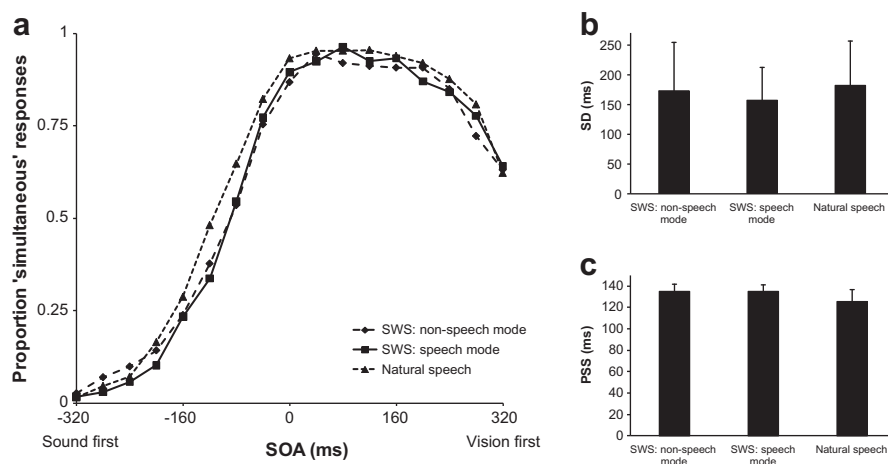 a
Proportion 'simultaneous' responses
1
0.75
0.5
0.25
0
-320
-160
0
160
320
Sound first
SOA (ms)
Vision first
SWS: non-speech mode
SWS: speech mode
Natural speech
b
SD (ms)
250
200
150
100
50
0
SWS: non-speech
mode
SWS: speech
mode
Natural speech
c
PSS (ms)
140
120
100
80
60
40
20
0
SWS: non-speech
mode
SWS: speech
mode
Natural speech